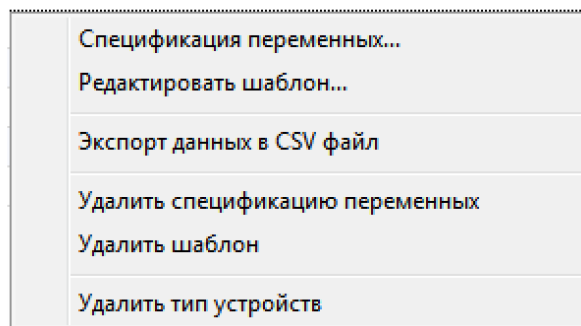 Спецификация переменных...
Редактировать шаблон...
Экспорт данных в CSV файл
Удалить спецификацию переменных
Удалить шаблон
Удалить тип устройств